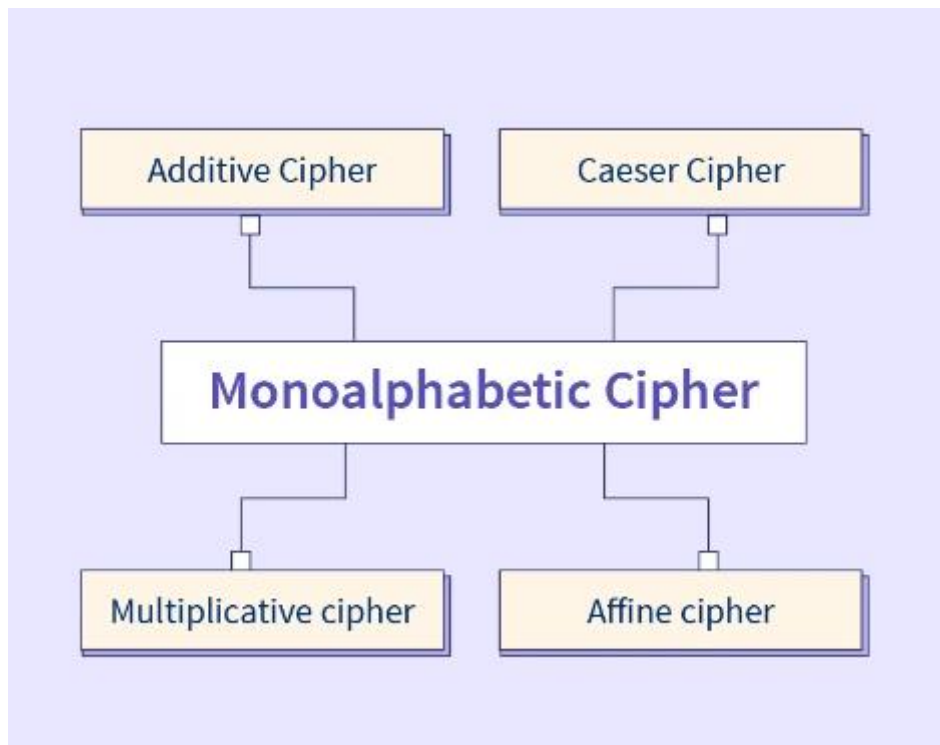 Additive Cipher
Caeser Cipher
Monoalphabetic Cipher
Multiplicative cipher
Affine cipher